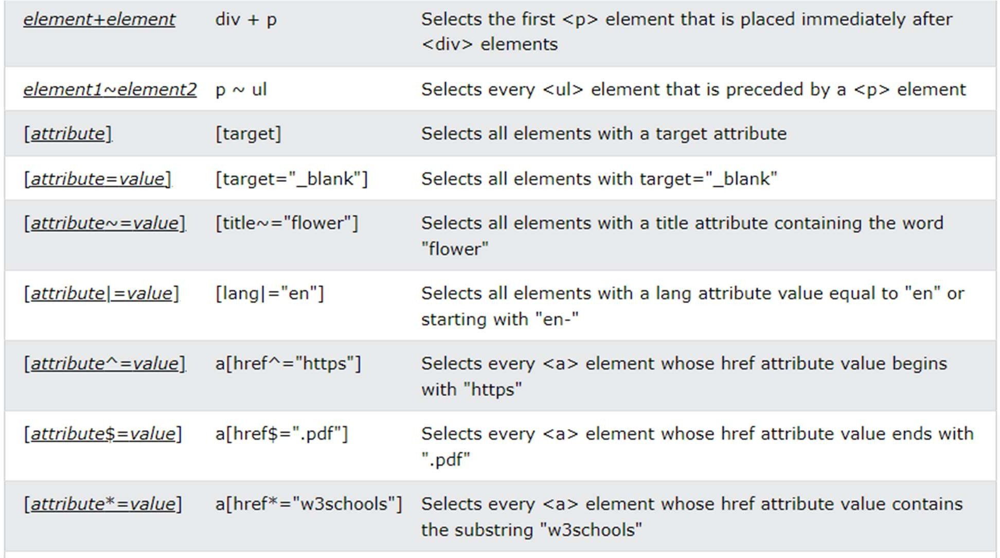 element+element div + p Selects the first <p> element that is placed immediately after
<div> elements
element1~element2 p ~ ul Selects every <ul> element that is preceded by a <p> element
[attribute] [target] Selects all elements with a target attribute
[attribute=value] [target="_blank"] Selects all elements with target="_blank"
[attribute~=value] [title~="flower"] Selects all elements with a title attribute containing the word
"flower"
[attribute|=value] [lang|="en"] Selects all elements with a lang attribute value equal to "en" or
starting with "en-"
[attribute^=value] a[href^="https"] Selects every <a> element whose href attribute value begins
with "https"
[attribute$=value] a[href$=".pdf"] Selects every <a> element whose href attribute value ends with
".pdf"
[attribute*=value] a[href*="w3schools"] Selects every <a> element whose href attribute value contains
the substring "w3schools"